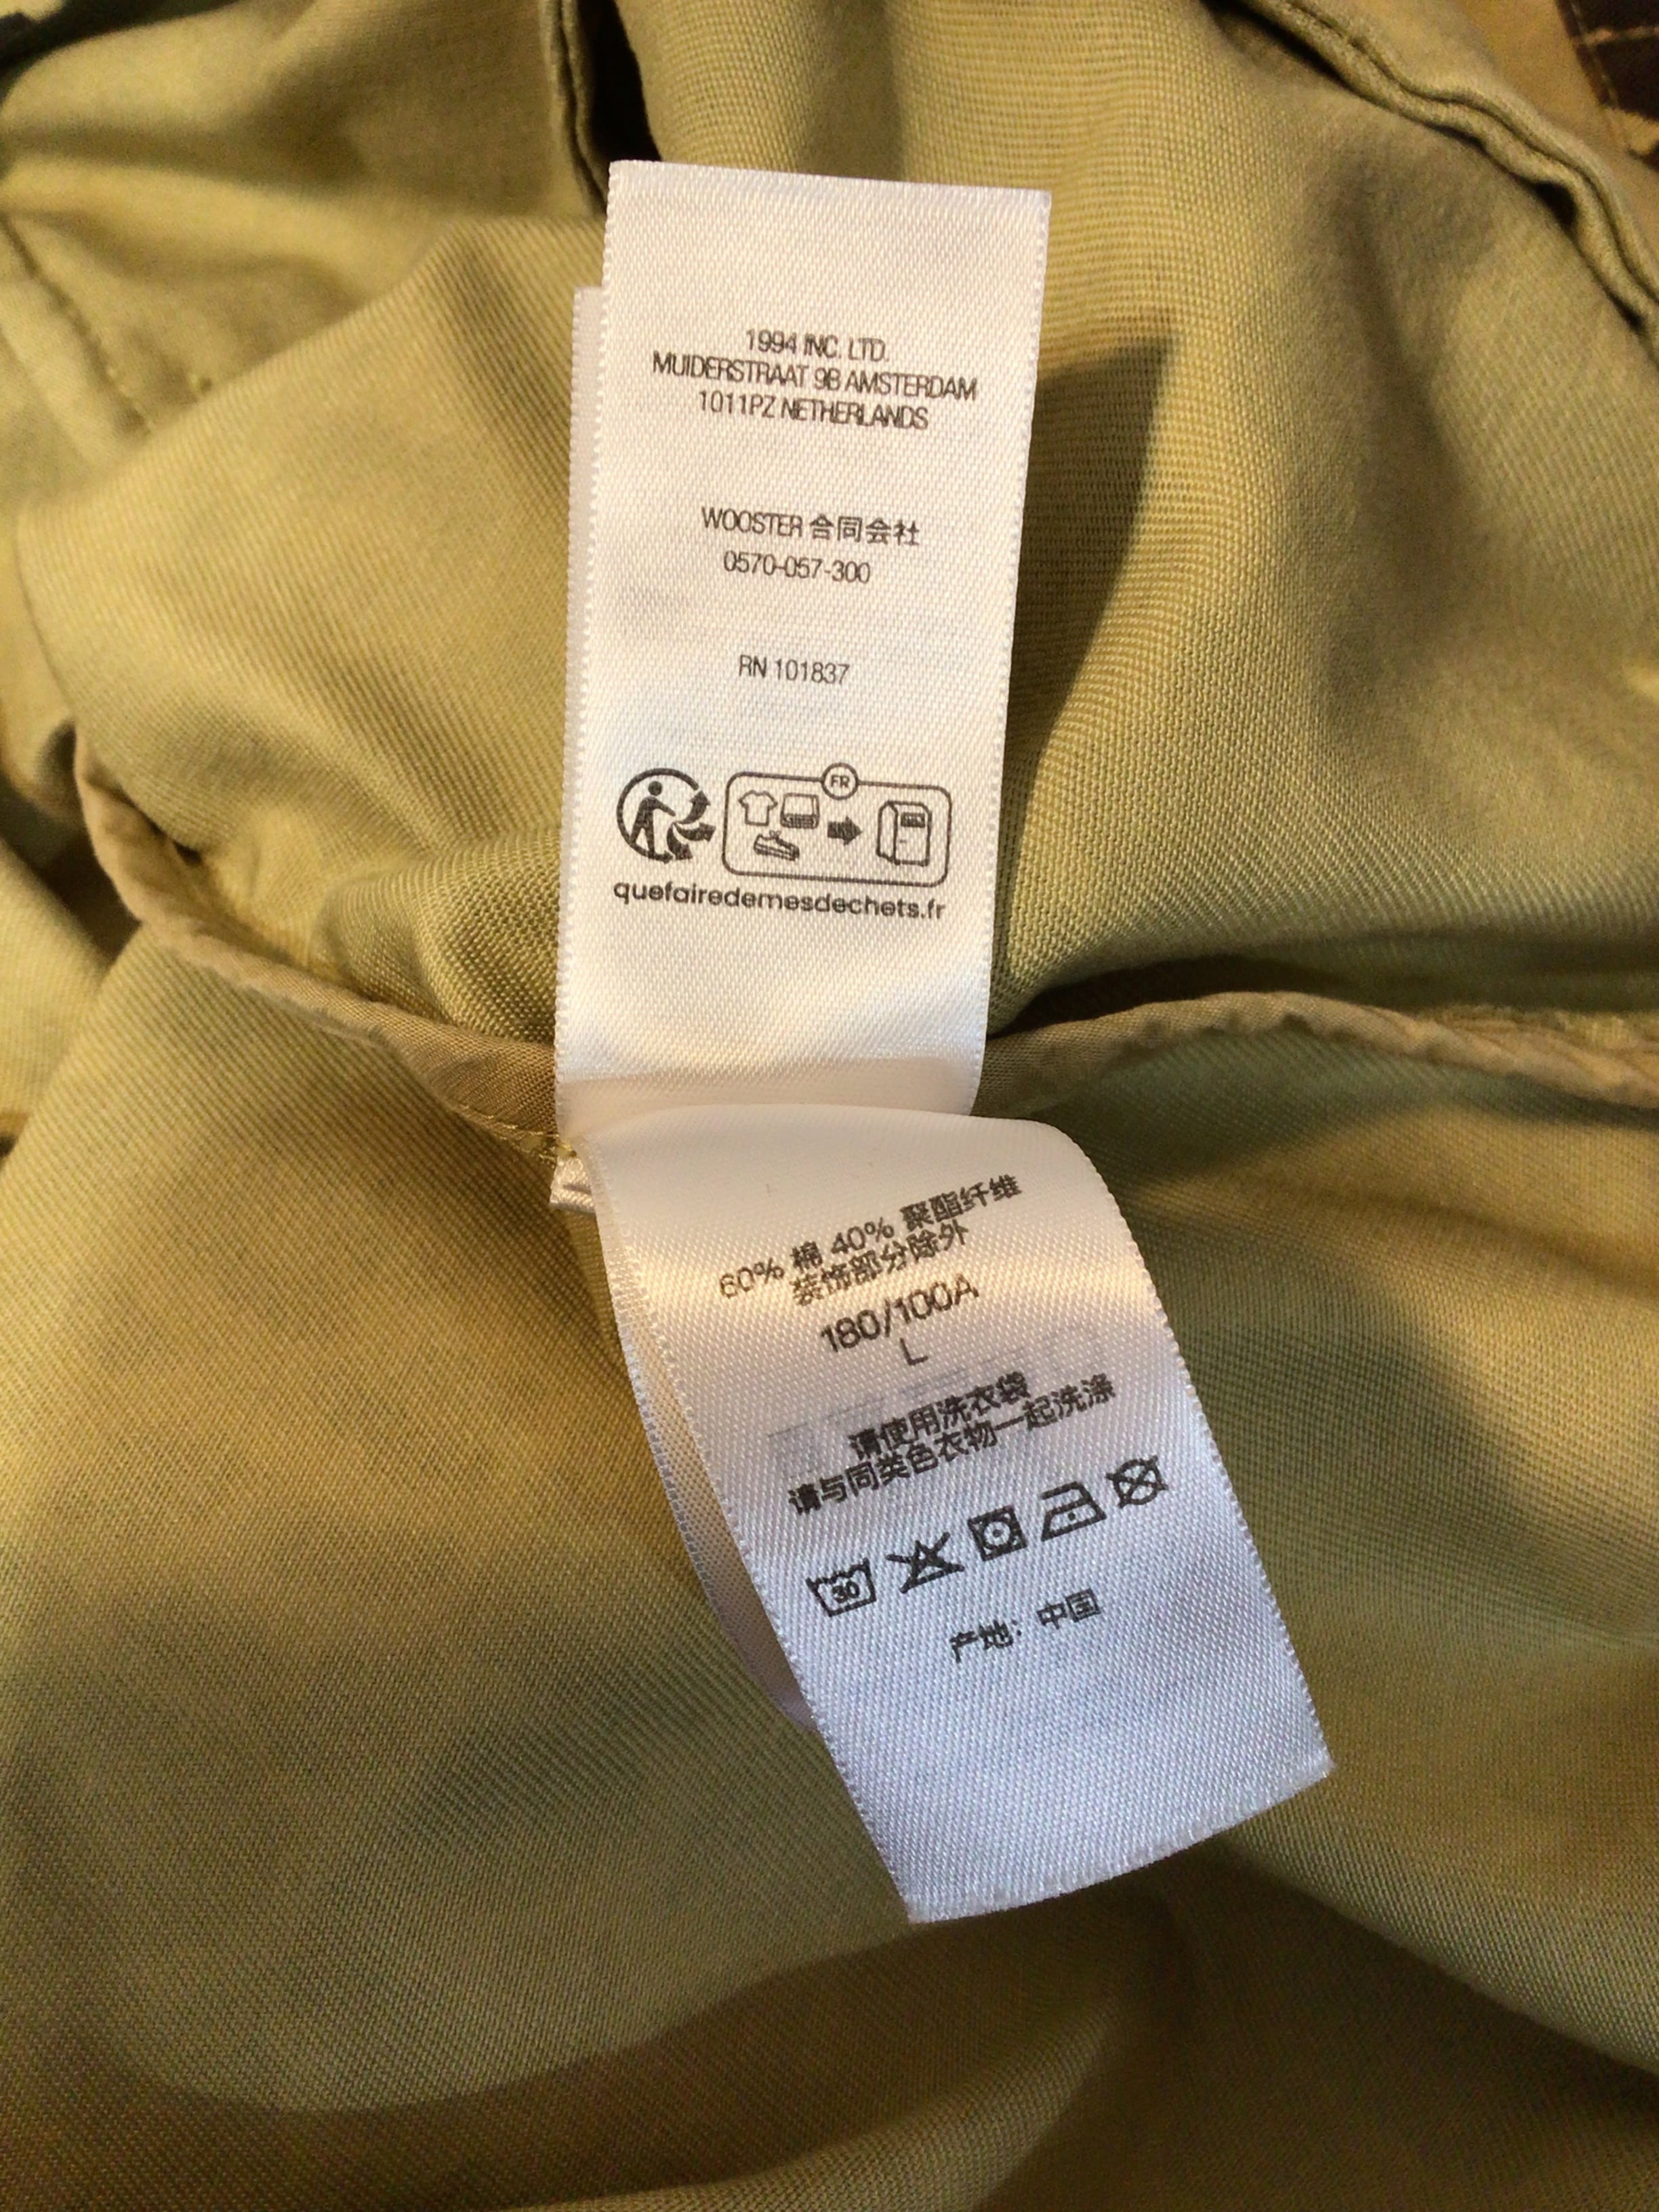 1994 INC. LTD.
MUIDERSTRAAT 9B AMSTERDAM
1011PZ NETHERLANDS
WOOSTER 合同会社
0570-057-300
RN 101837
FR
quefairedemesdechets.fr
60% 棉 40% 聚酯纤维
装饰部分除外
180/100A
L
请使用洗衣袋
请与同类色衣物一起洗涤
30
产地：中国